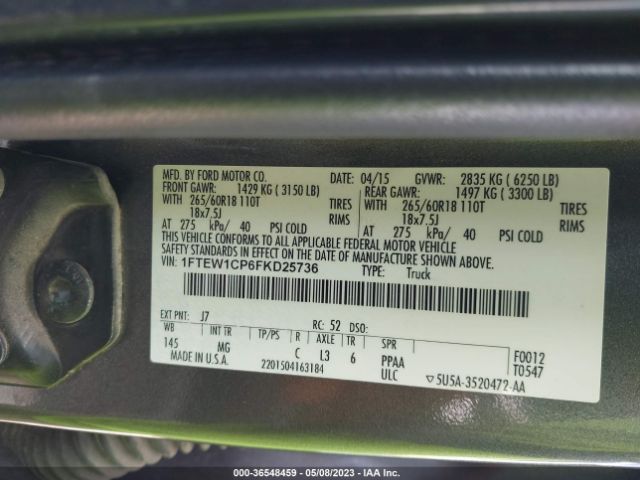 MFD. BY FORD MOTOR CO. 04/15 GVWR: 2835 KG ( 6250 LB)
FRONT GAWR: 1429 KG ( 3150 LB) REAR GAWR: 1497 KG ( 3300 LB)
WITH 265/60R18 110T TIRES WITH 265/60R18 110T TIRES
18x7.5J RIMS 18x7.5J RIMS
AT 275 kPa/ 40 PSI COLD AT 275 kPa/ 40 PSI COLD
THIS VEHICLE CONFORMS TO ALL APPLICABLE FEDERAL MOTOR VEHICLE
SAFETY STANDARDS IN EFFECT ON THE DATE OF MANUFACTURE SHOWN ABOVE.
VIN: 1FTEW1CP6FKD25736 TYPE: Truck
EXT PNT: J7 RC: 52 DSO:
WB INT TR TP/PS R AXLE TR SPR F0012
145 MG C L3 6 PPAA T0547
MADE IN U.S.A. 2201504163184 ULC ▽5U5A-3520472-AA
000-36548459 - 05/08/2023 - IAA Inc.